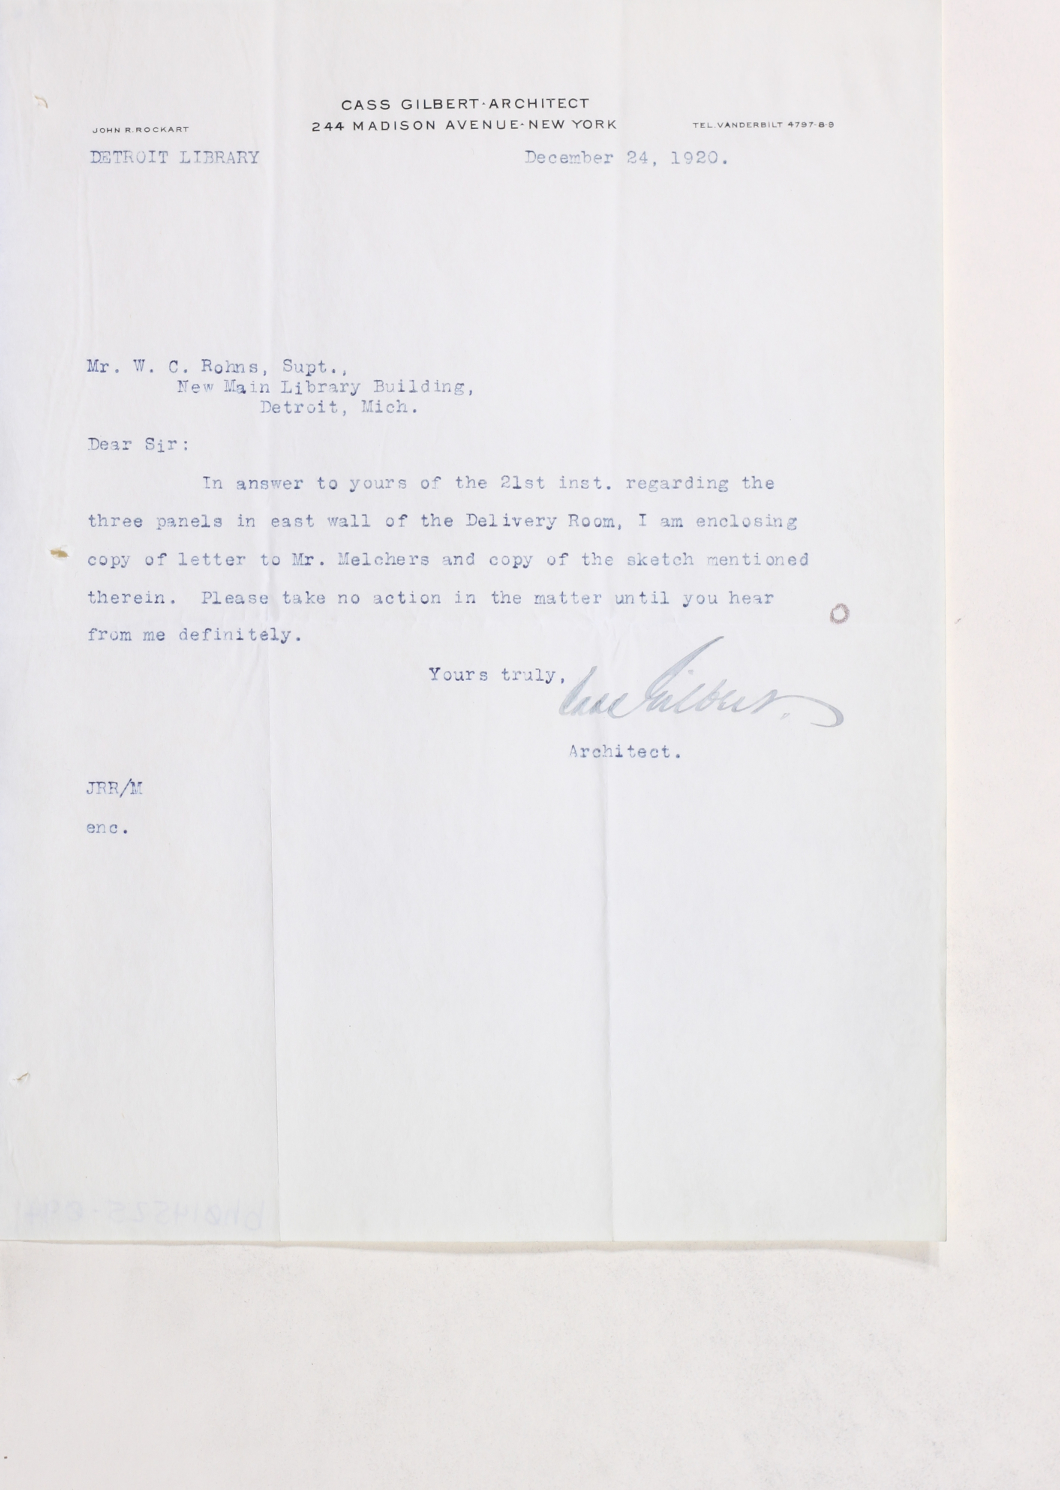 CASS GILBERT·ARCHITECT
244 MADISON AVENUE·NEW YORK
JOHN R. ROCKART
TEL. VANDERBILT 4797-8-9
DETROIT LIBRARY
December 24, 1920.
Mr. W. C. Rohns, Supt.,
New Main Library Building,
Detroit, Mich.
Dear Sir:
In answer to yours of the 21st inst. regarding the
three panels in east wall of the Delivery Room, I am enclosing
copy of letter to Mr. Melchers and copy of the sketch mentioned
therein. Please take no action in the matter until you hear
from me definitely.
Yours truly,
Cass Gilbert.
Architect.
JRR/M
enc.